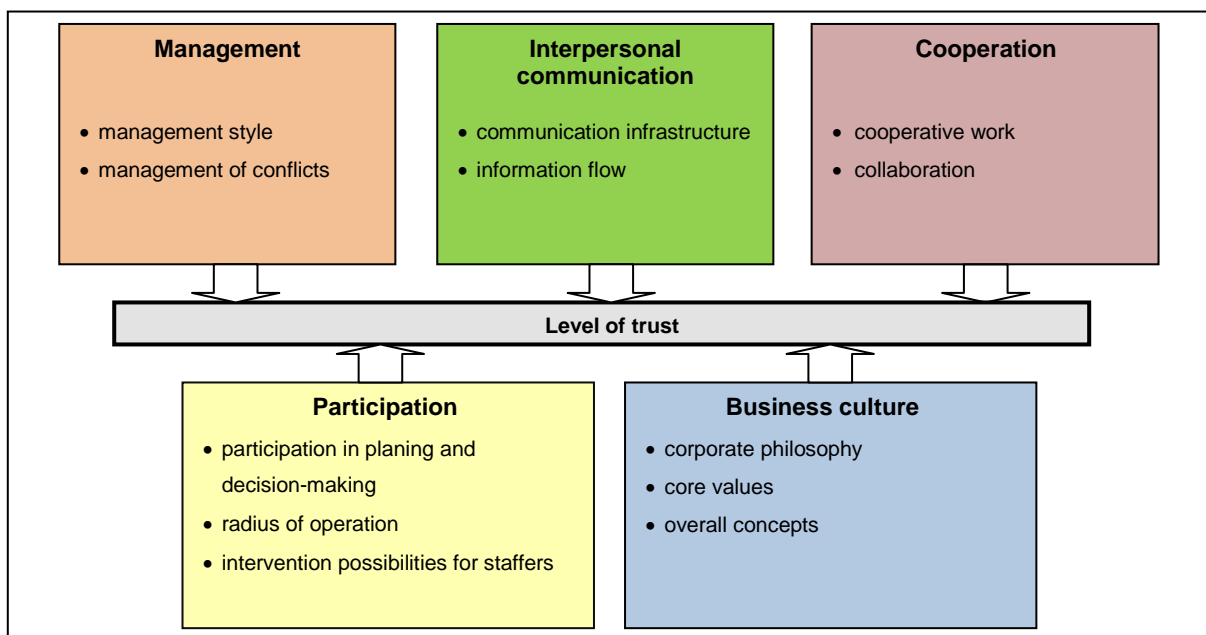 Management
• management style
• management of conflicts
Interpersonal
communication
• communication infrastructure
• information flow
Cooperation
• cooperative work
• collaboration
Level of trust
Participation
• participation in planing and
decision-making
• radius of operation
• intervention possibilities for staffers
Business culture
• corporate philosophy
• core values
• overall concepts